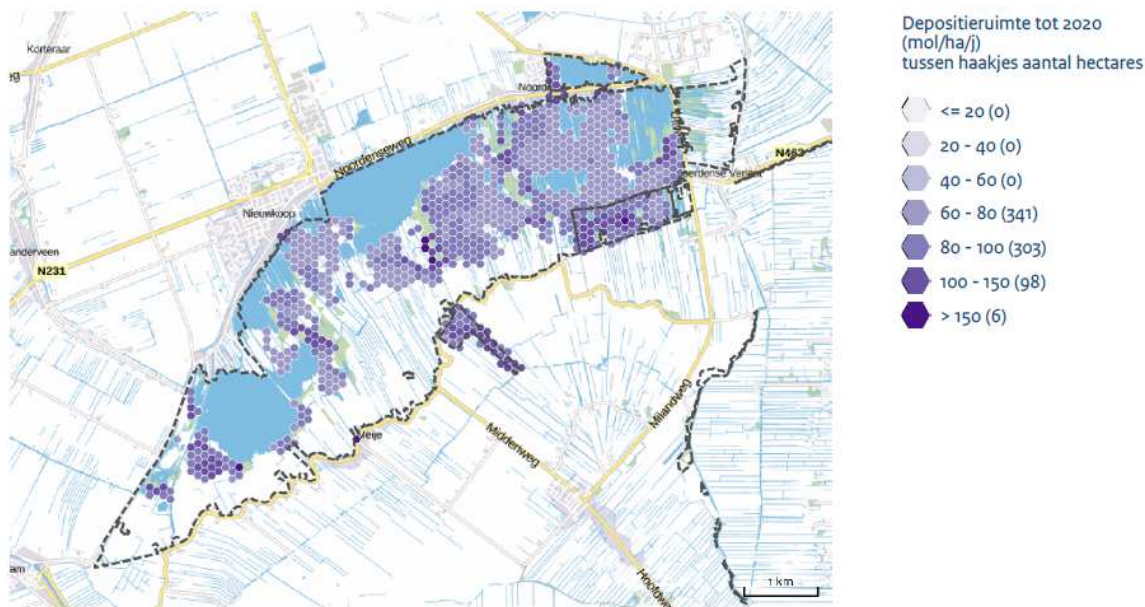 Korteraar
Noordenseweg
Nieuwkoop
N231
N463
Meije
Middenweg
Milandweg
1 km
Depositieruimte tot 2020
(mol/ha/j)
tussen haakjes aantal hectares
<= 20 (0)
20 - 40 (0)
40 - 60 (0)
60 - 80 (341)
80 - 100 (303)
100 - 150 (98)
> 150 (6)